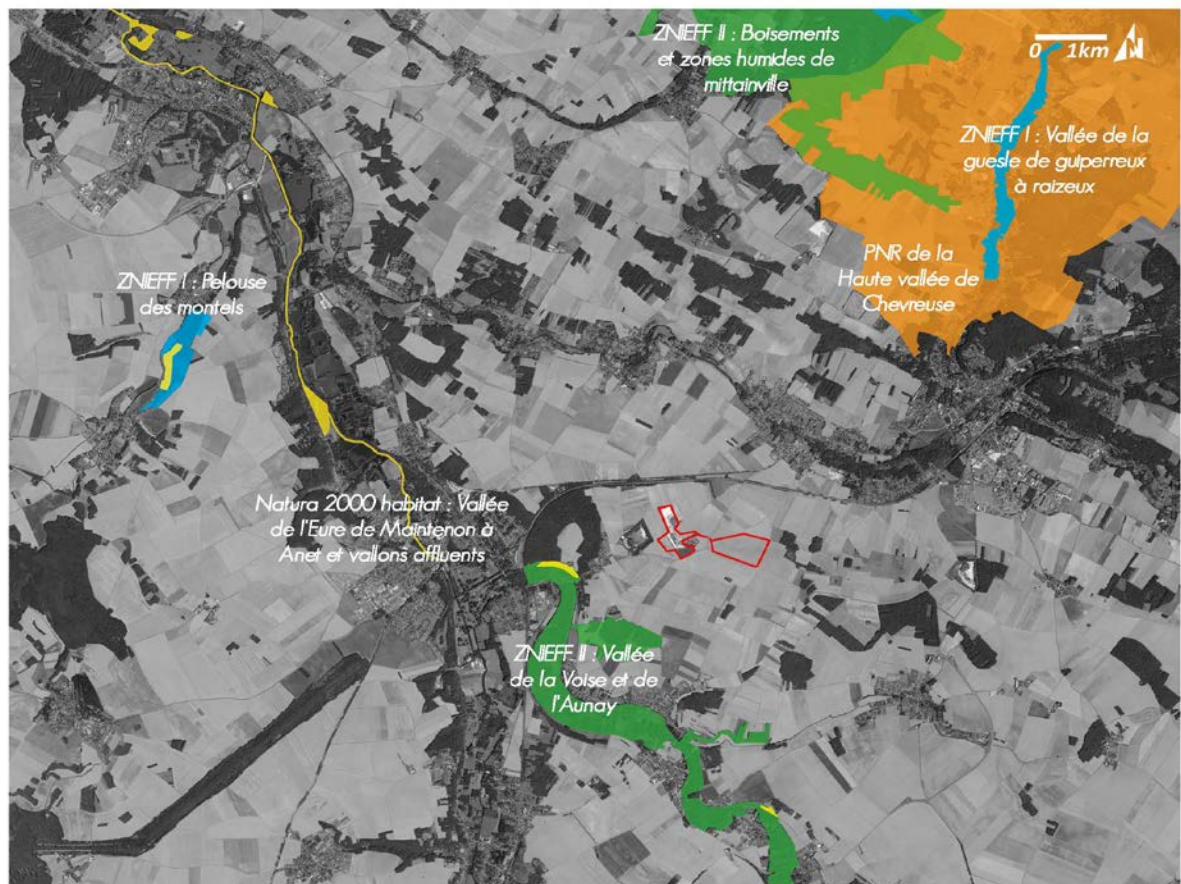 ZNIEFF II : Boisements
et zones humides de
mittainville
0 1km N
ZNIEFF I : Vallée de la
guesle de guiperreux
à raizeux
PNR de la
Haute vallée de
Chevreuse
ZNIEFF I : Pelouse
des montels
Natura 2000 habitat : Vallée
de l'Eure de Maintenon à
Anet et vallons affluents
ZNIEFF II : Vallée
de la Voise et de
l'Aunay